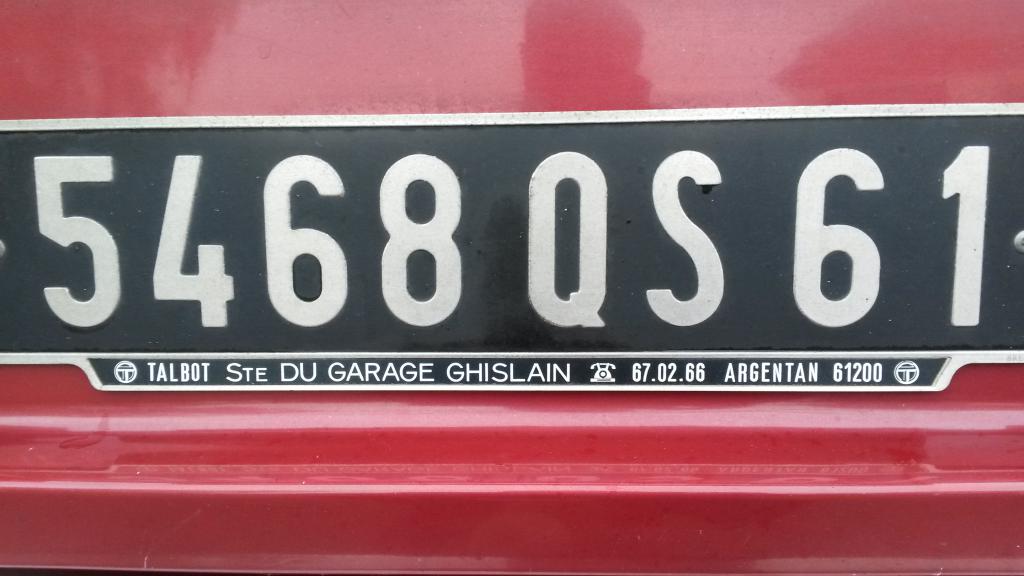 5468 QS 61
TALBOT STE DU GARAGE GHISLAIN ☎ 67.02.66 ARGENTAN 61200